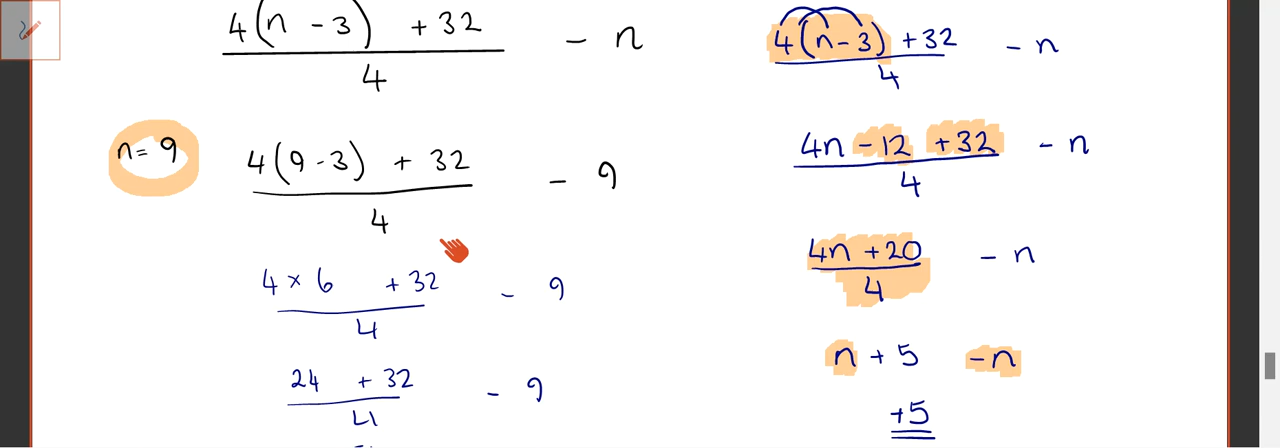 4(n - 3) + 32
4
- n
n = 9
4(9 - 3) + 32
4
- 9
4 × 6 + 32
4
- 9
24 + 32
4
- 9
4(n - 3) + 32
4
- n
4n - 12 + 32
4
- n
4n + 20
4
- n
n + 5 - n
+5